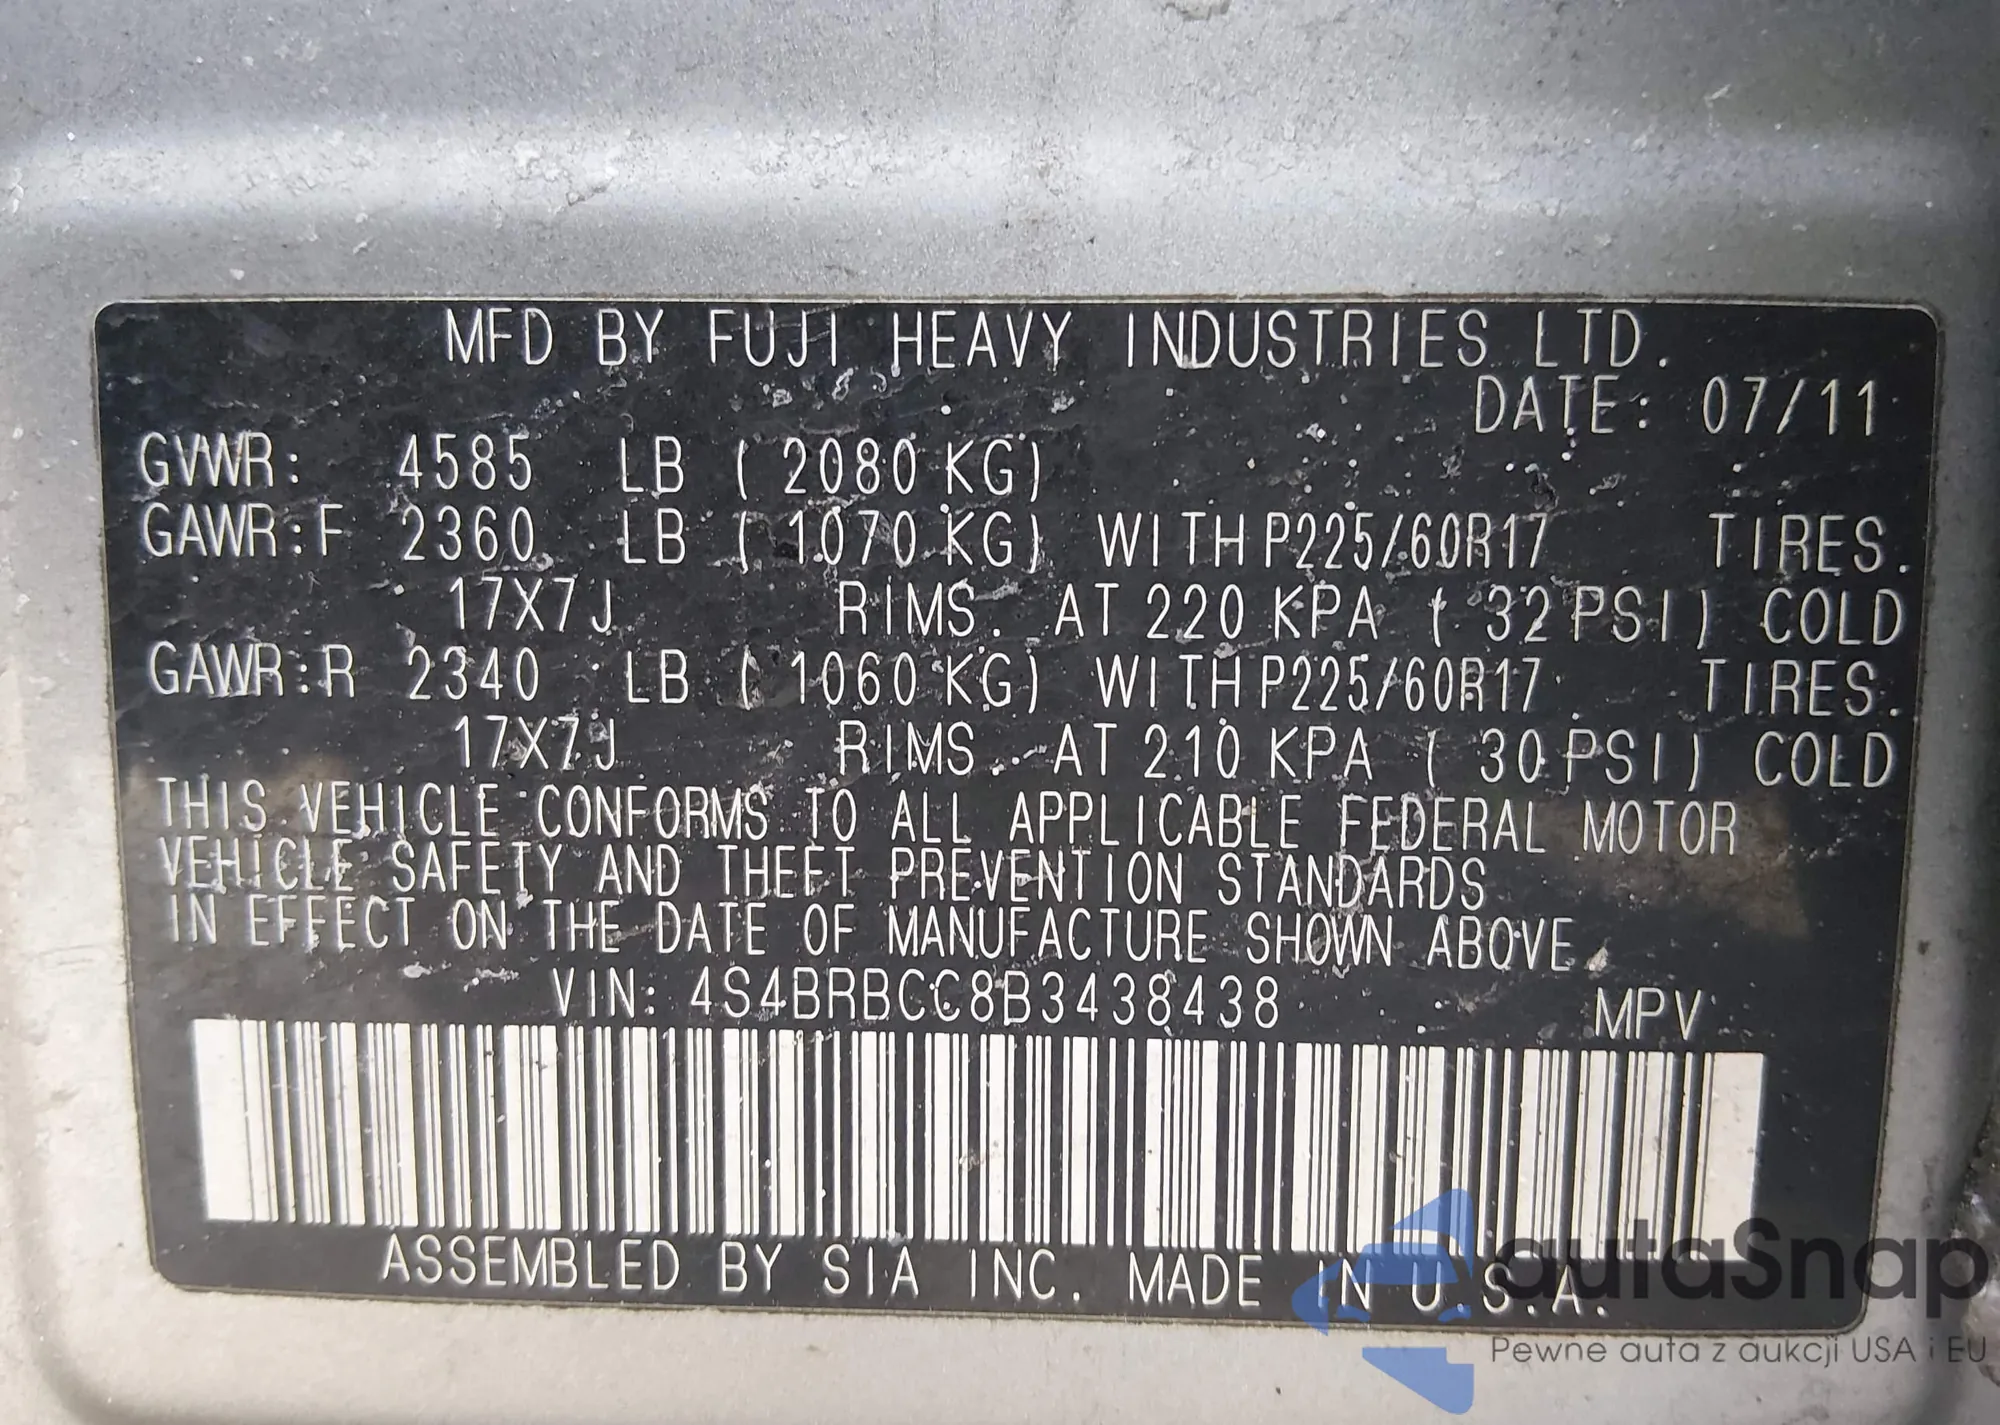 MFD BY FUJI HEAVY INDUSTRIES LTD.
DATE: 07/11
GVWR: 4585 LB ( 2080 KG)
GAWR:F 2360 LB ( 1070 KG) WITH P225/60R17 TIRES.
17X7J RIMS. AT 220 KPA ( 32 PSI) COLD
GAWR:R 2340 LB ( 1060 KG) WITH P225/60R17 TIRES.
17X7J RIMS. AT 210 KPA ( 30 PSI) COLD
THIS VEHICLE CONFORMS TO ALL APPLICABLE FEDERAL MOTOR
VEHICLE SAFETY AND THEFT PREVENTION STANDARDS
IN EFFECT ON THE DATE OF MANUFACTURE SHOWN ABOVE.
VIN: 4S4BRBCC8B3438438 MPV
ASSEMBLED BY SIA INC. MADE IN U.S.A.
autaSnap
Pewne auta z aukcji USA i EU